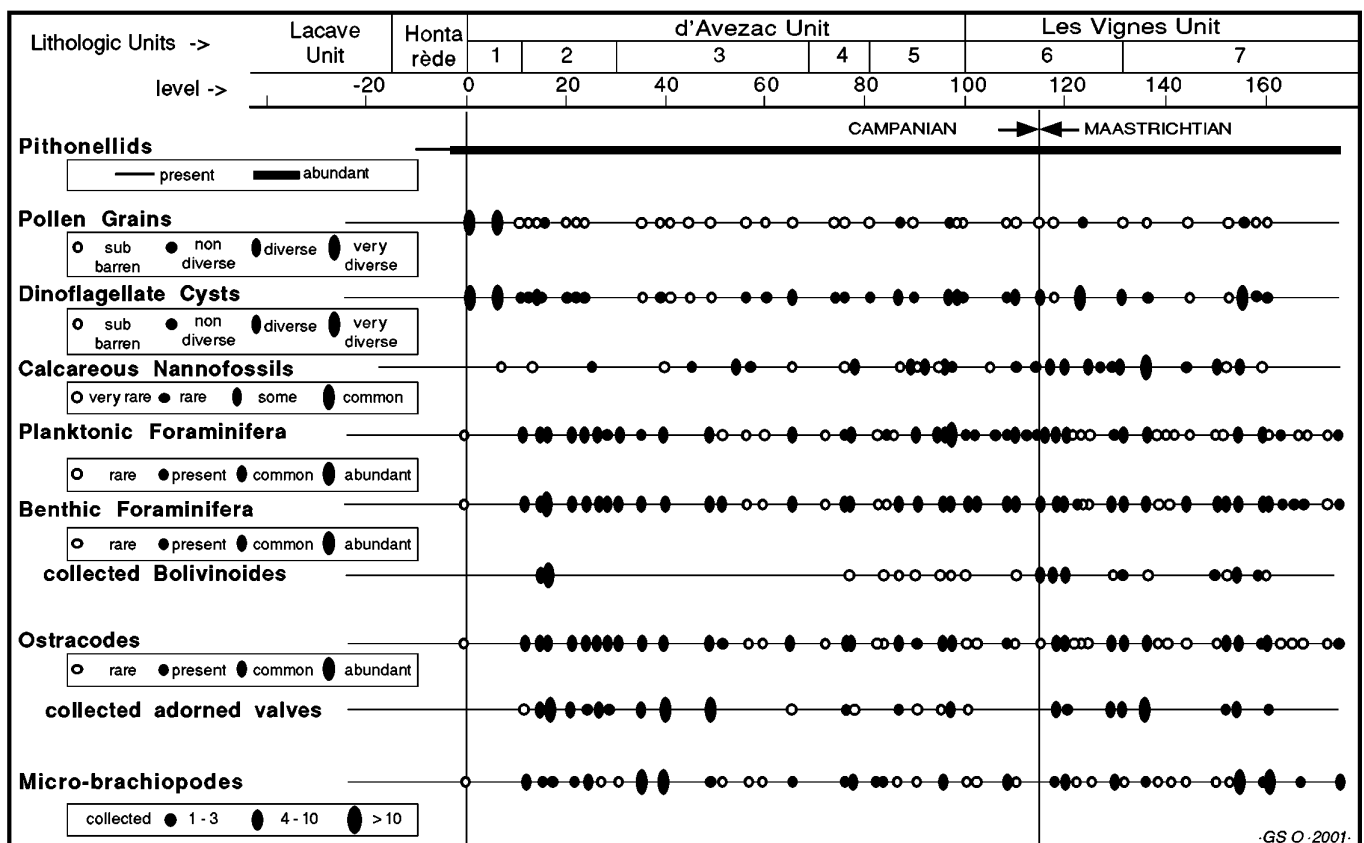 Lithologic Units ->
Lacave Unit
Honta rède
d'Avezac Unit
Les Vignes Unit
1 2 3 4 5 6 7
level -> -20 0 20 40 60 80 100 120 140 160
CAMPANIAN MAASTRICHTIAN
Pithonellids
present abundant
Pollen Grains
sub barren non diverse diverse very diverse
Dinoflagellate Cysts
sub barren non diverse diverse very diverse
Calcareous Nannofossils
very rare rare some common
Planktonic Foraminifera
rare present common abundant
Benthic Foraminifera
rare present common abundant
collected Bolivinoides
Ostracodes
rare present common abundant
collected adorned valves
Micro-brachiopodes
collected 1 - 3 4 - 10 > 10
·GS O ·2001·